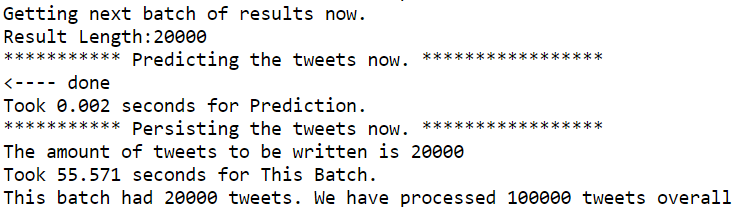 Getting next batch of results now.
Result Length:20000
*********** Predicting the tweets now. *****************
<---- done
Took 0.002 seconds for Prediction.
*********** Persisting the tweets now. *****************
The amount of tweets to be written is 20000
Took 55.571 seconds for This Batch.
This batch had 20000 tweets. We have processed 100000 tweets overall